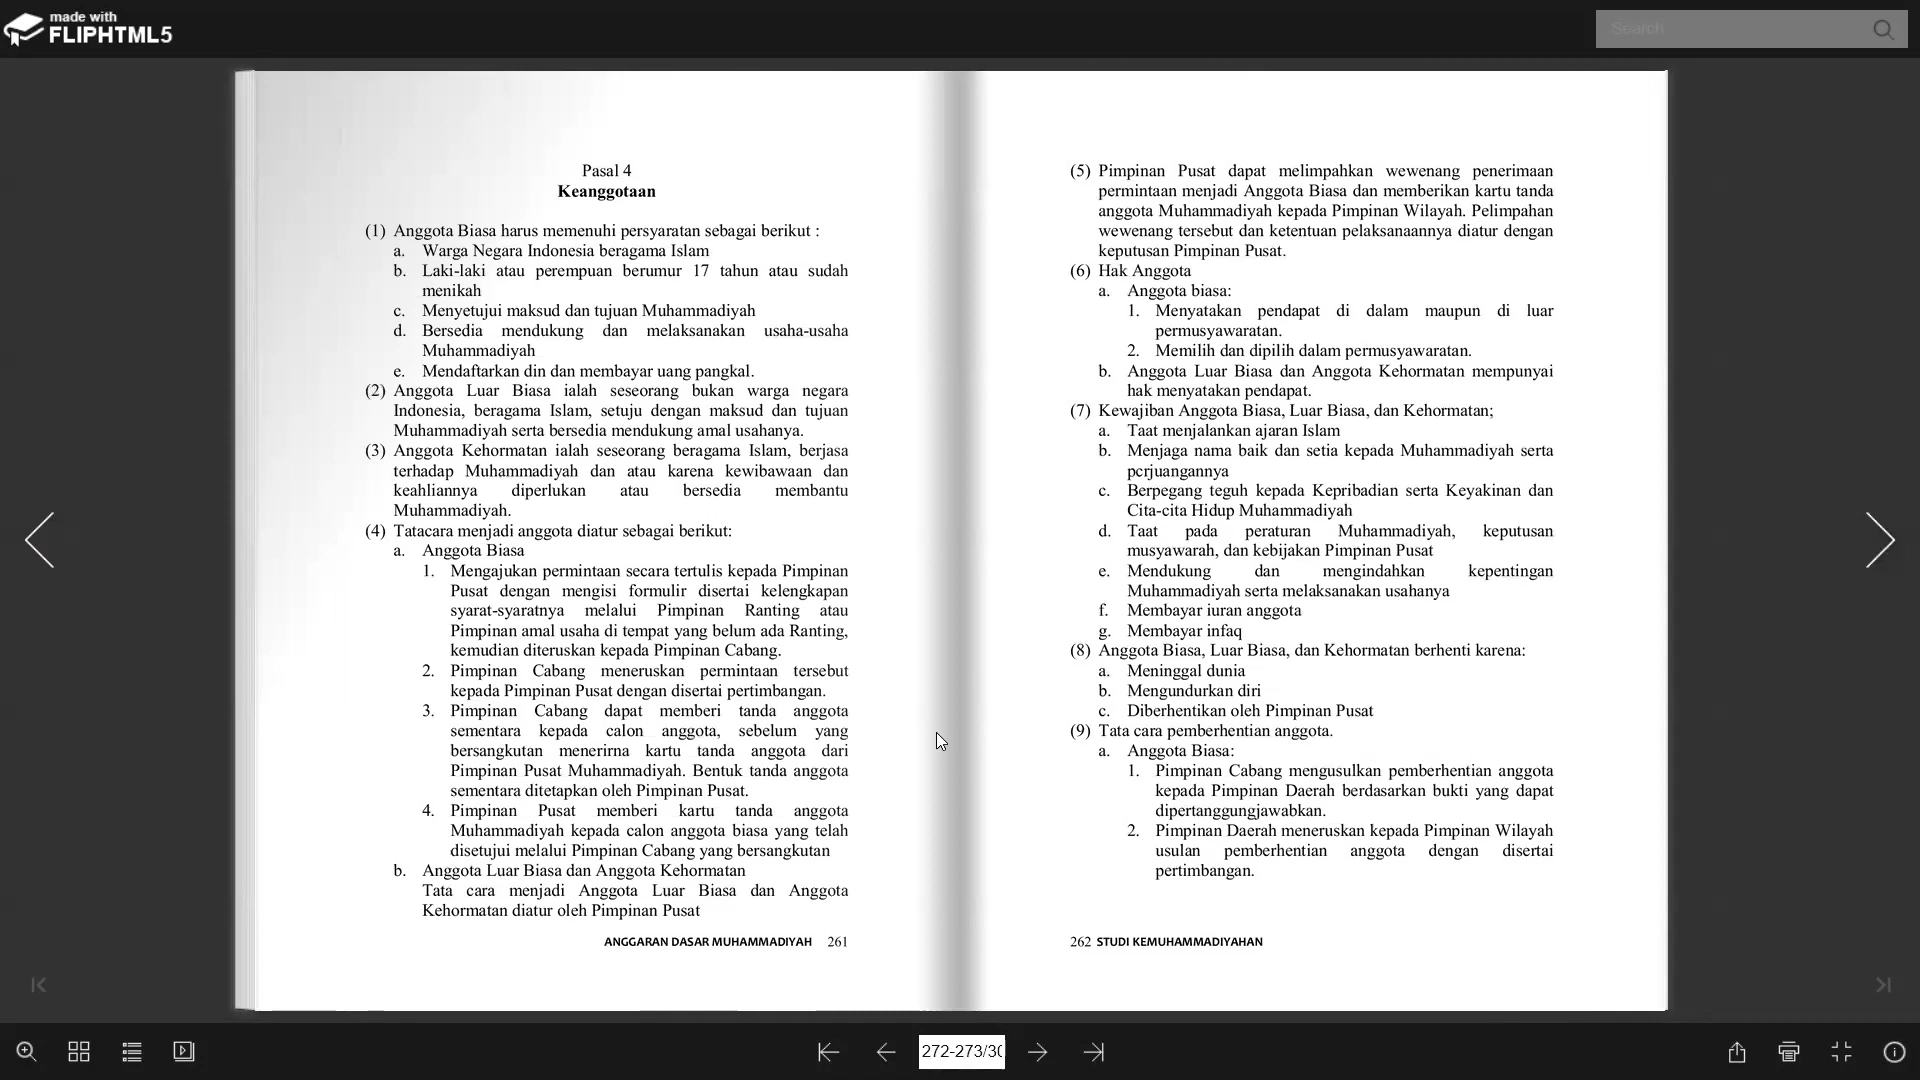 made with
FLIPHTML5
Search
Pasal 4
Keanggotaan
(1) Anggota Biasa harus memenuhi persyaratan sebagai berikut :
a. Warga Negara Indonesia beragama Islam
b. Laki-laki atau perempuan berumur 17 tahun atau sudah
menikah
c. Menyetujui maksud dan tujuan Muhammadiyah
d. Bersedia mendukung dan melaksanakan usaha-usaha
Muhammadiyah
e. Mendaftarkan din dan membayar uang pangkal.
(2) Anggota Luar Biasa ialah seseorang bukan warga negara
Indonesia, beragama Islam, setuju dengan maksud dan tujuan
Muhammadiyah serta bersedia mendukung amal usahanya.
(3) Anggota Kehormatan ialah seseorang beragama Islam, berjasa
terhadap Muhammadiyah dan atau karena kewibawaan dan
keahliannya diperlukan atau bersedia membantu
Muhammadiyah.
(4) Tatacara menjadi anggota diatur sebagai berikut:
a. Anggota Biasa
1. Mengajukan permintaan secara tertulis kepada Pimpinan
Pusat dengan mengisi formulir disertai kelengkapan
syarat-syaratnya melalui Pimpinan Ranting atau
Pimpinan amal usaha di tempat yang belum ada Ranting,
kemudian diteruskan kepada Pimpinan Cabang.
2. Pimpinan Cabang meneruskan permintaan tersebut
kepada Pimpinan Pusat dengan disertai pertimbangan.
3. Pimpinan Cabang dapat memberi tanda anggota
sementara kepada calon anggota, sebelum yang
bersangkutan menerirna kartu tanda anggota dari
Pimpinan Pusat Muhammadiyah. Bentuk tanda anggota
sementara ditetapkan oleh Pimpinan Pusat.
4. Pimpinan Pusat memberi kartu tanda anggota
Muhammadiyah kepada calon anggota biasa yang telah
disetujui melalui Pimpinan Cabang yang bersangkutan
b. Anggota Luar Biasa dan Anggota Kehormatan
Tata cara menjadi Anggota Luar Biasa dan Anggota
Kehormatan diatur oleh Pimpinan Pusat
ANGGARAN DASAR MUHAMMADIYAH 261
(5) Pimpinan Pusat dapat melimpahkan wewenang penerimaan
permintaan menjadi Anggota Biasa dan memberikan kartu tanda
anggota Muhammadiyah kepada Pimpinan Wilayah. Pelimpahan
wewenang tersebut dan ketentuan pelaksanaannya diatur dengan
keputusan Pimpinan Pusat.
(6) Hak Anggota
a. Anggota biasa:
1. Menyatakan pendapat di dalam maupun di luar
permusyawaratan.
2. Memilih dan dipilih dalam permusyawaratan.
b. Anggota Luar Biasa dan Anggota Kehormatan mempunyai
hak menyatakan pendapat.
(7) Kewajiban Anggota Biasa, Luar Biasa, dan Kehormatan;
a. Taat menjalankan ajaran Islam
b. Menjaga nama baik dan setia kepada Muhammadiyah serta
pcrjuangannya
c. Berpegang teguh kepada Kepribadian serta Keyakinan dan
Cita-cita Hidup Muhammadiyah
d. Taat pada peraturan Muhammadiyah, keputusan
musyawarah, dan kebijakan Pimpinan Pusat
e. Mendukung dan mengindahkan kepentingan
Muhammadiyah serta melaksanakan usahanya
f. Membayar iuran anggota
g. Membayar infaq
(8) Anggota Biasa, Luar Biasa, dan Kehormatan berhenti karena:
a. Meninggal dunia
b. Mengundurkan diri
c. Diberhentikan oleh Pimpinan Pusat
(9) Tata cara pemberhentian anggota.
a. Anggota Biasa:
1. Pimpinan Cabang mengusulkan pemberhentian anggota
kepada Pimpinan Daerah berdasarkan bukti yang dapat
dipertanggungjawabkan.
2. Pimpinan Daerah meneruskan kepada Pimpinan Wilayah
usulan pemberhentian anggota dengan disertai
pertimbangan.
262 STUDI KEMUHAMMADIYAHAN
272-273/30